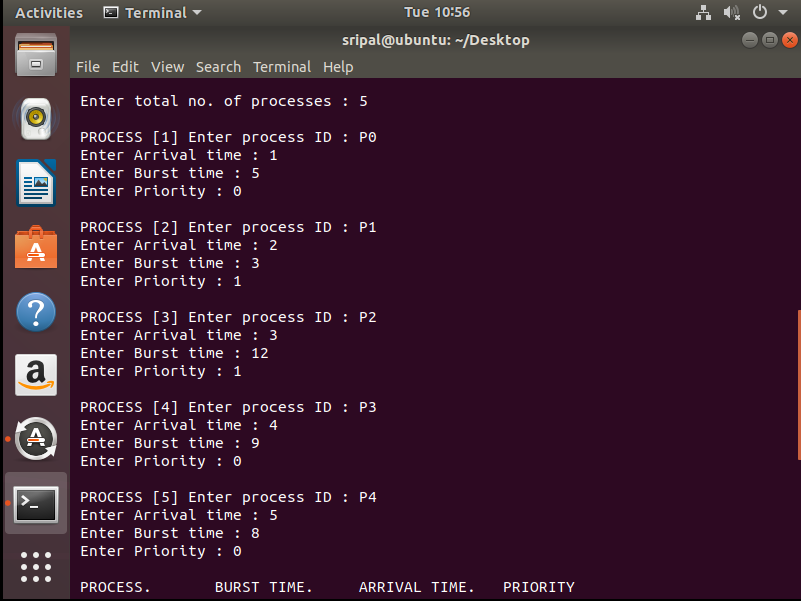 Activities Terminal Tue 10:56
sripal@ubuntu: ~/Desktop
File Edit View Search Terminal Help
Enter total no. of processes : 5
PROCESS [1] Enter process ID : P0
Enter Arrival time : 1
Enter Burst time : 5
Enter Priority : 0
PROCESS [2] Enter process ID : P1
Enter Arrival time : 2
Enter Burst time : 3
Enter Priority : 1
PROCESS [3] Enter process ID : P2
Enter Arrival time : 3
Enter Burst time : 12
Enter Priority : 1
PROCESS [4] Enter process ID : P3
Enter Arrival time : 4
Enter Burst time : 9
Enter Priority : 0
PROCESS [5] Enter process ID : P4
Enter Arrival time : 5
Enter Burst time : 8
Enter Priority : 0
PROCESS. BURST TIME. ARRIVAL TIME. PRIORITY